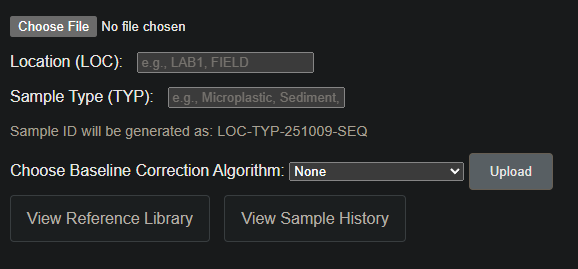 Choose File No file chosen
Location (LOC): e.g., LAB1, FIELD
Sample Type (TYP): e.g., Microplastic, Sediment,
Sample ID will be generated as: LOC-TYP-251009-SEQ
Choose Baseline Correction Algorithm: None Upload
View Reference Library View Sample History